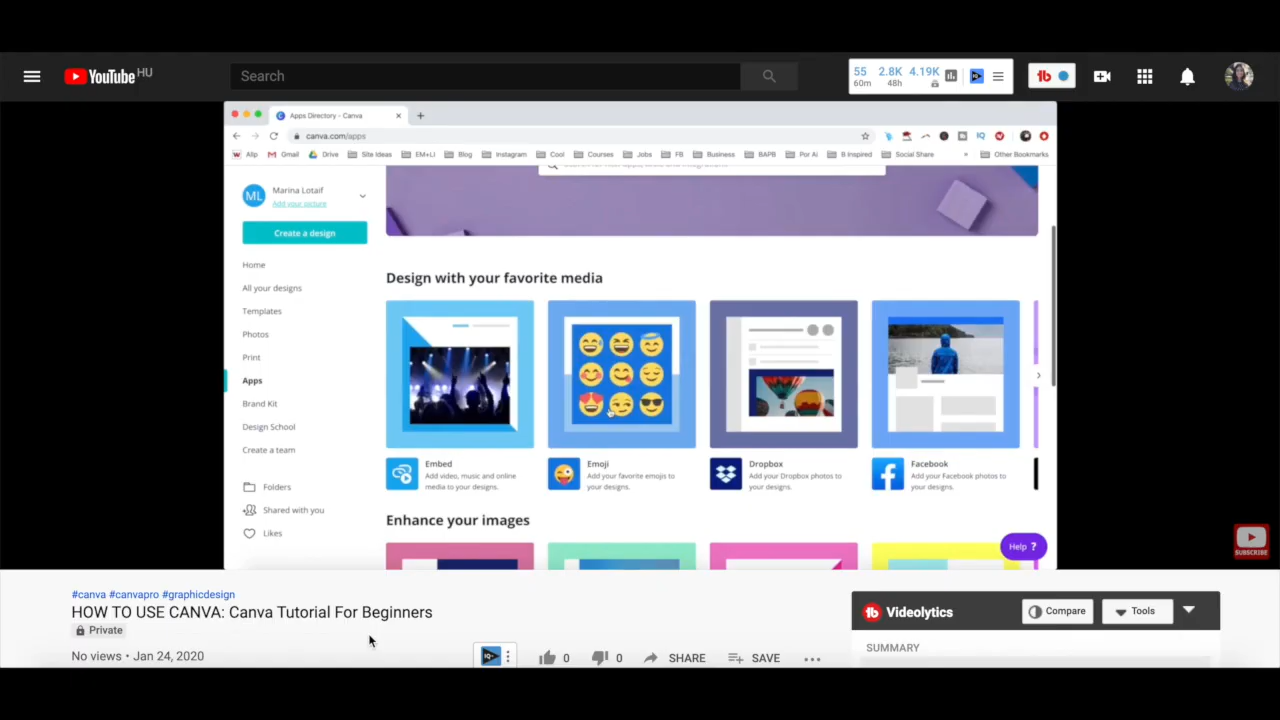 YouTube HU
Search
55 2.8K 4.19K
60m 48h
tb
Apps Directory - Canva
canva.com/apps
Alip Gmail Drive Site Ideas EM+LI Blog Instagram Cool Courses Jobs FB Business BAPB Por Ai B Inspired Social Share » Other Bookmarks
ML
Marina Lotaif
Add your picture
Create a design
Home
All your designs
Templates
Photos
Print
Apps
Brand Kit
Design School
Create a team
Folders
Shared with you
Likes
Design with your favorite media
Embed
Add video, music and online
media to your designs.
Emoji
Add your favorite emojis to
your designs.
Dropbox
Add your Dropbox photos to
your designs.
Facebook
Add your Facebook photos to
your designs.
Enhance your images
Help ?
SUBSCRIBE
#canva #canvapro #graphicdesign
HOW TO USE CANVA: Canva Tutorial For Beginners
Private
No views • Jan 24, 2020
0 0 SHARE SAVE
tb Videolytics Compare Tools
SUMMARY